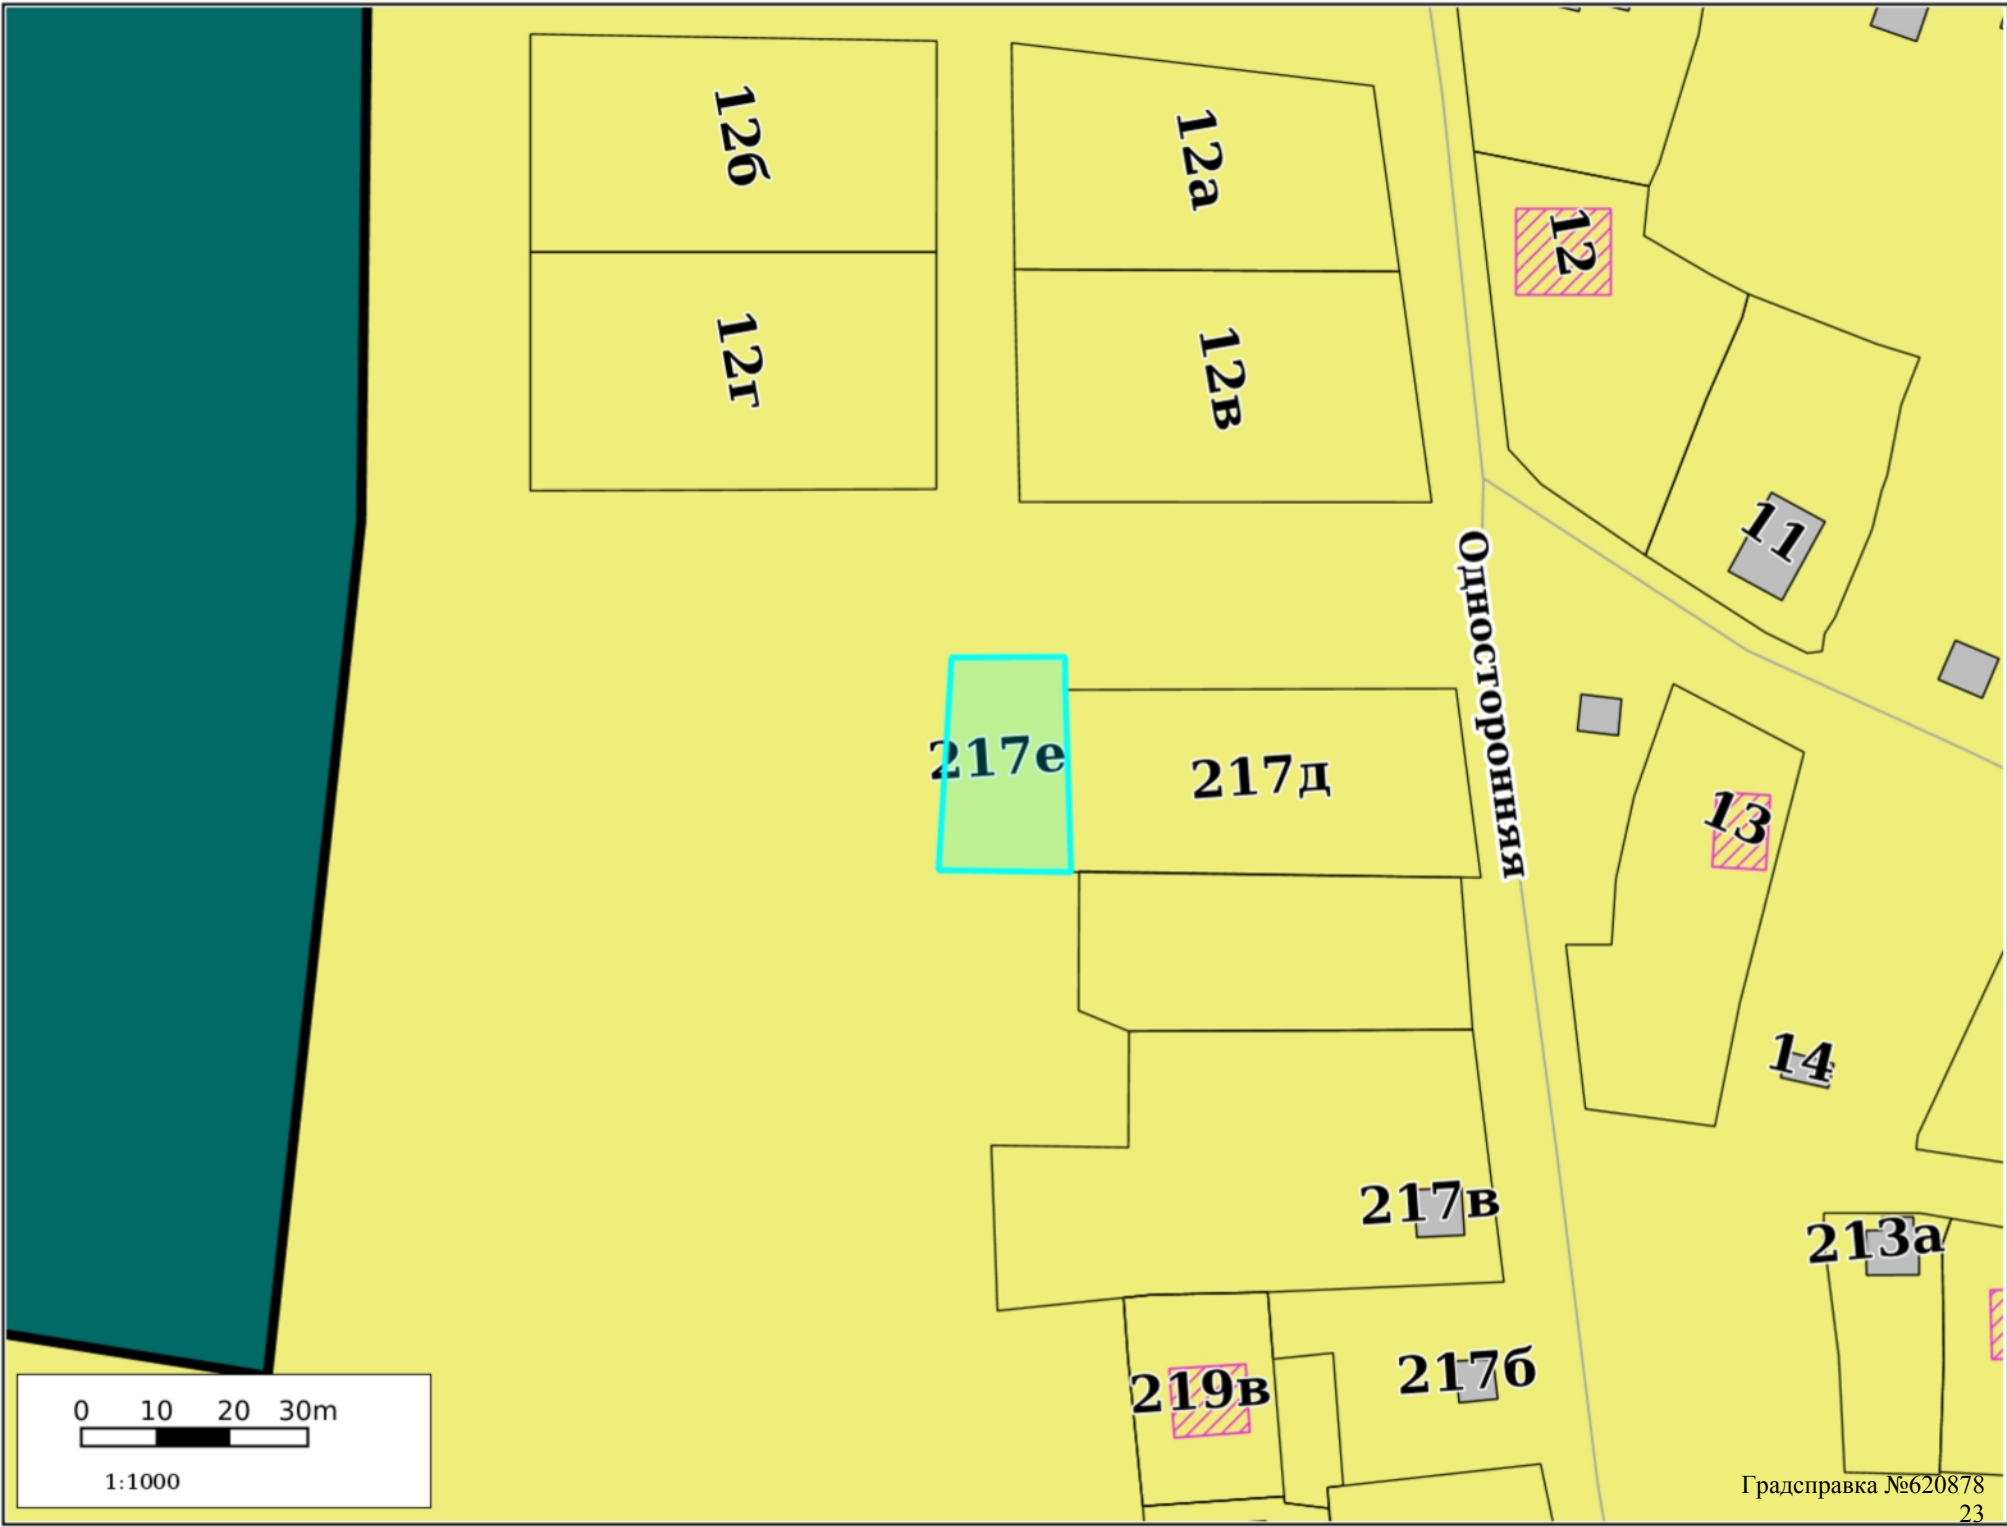 12б
12а
12
12г
12в
11
Односторонняя
217е
217д
13
14
217в
213а
217б
219в
0 10 20 30m
1:1000
Градсправка №620878
23